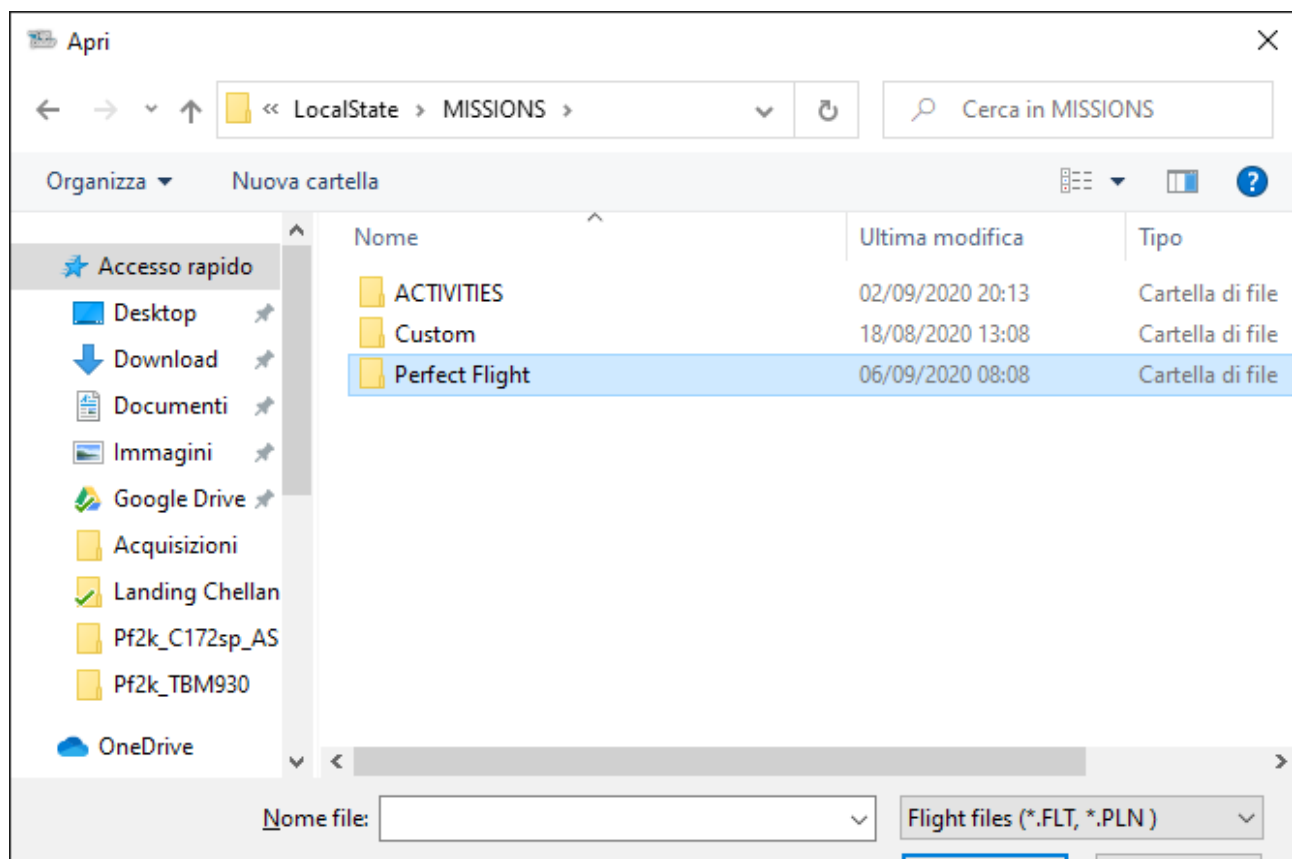 Apri
« LocalState > MISSIONS >
Cerca in MISSIONS
Organizza
Nuova cartella
?
Nome Ultima modifica Tipo
Accesso rapido
Desktop
Download
Documenti
Immagini
Google Drive
Acquisizioni
Landing Chellan
Pf2k_C172sp_AS
Pf2k_TBM930
OneDrive
ACTIVITIES 02/09/2020 20:13 Cartella di file
Custom 18/08/2020 13:08 Cartella di file
Perfect Flight 06/09/2020 08:08 Cartella di file
Nome file:
Flight files (*.FLT, *.PLN )